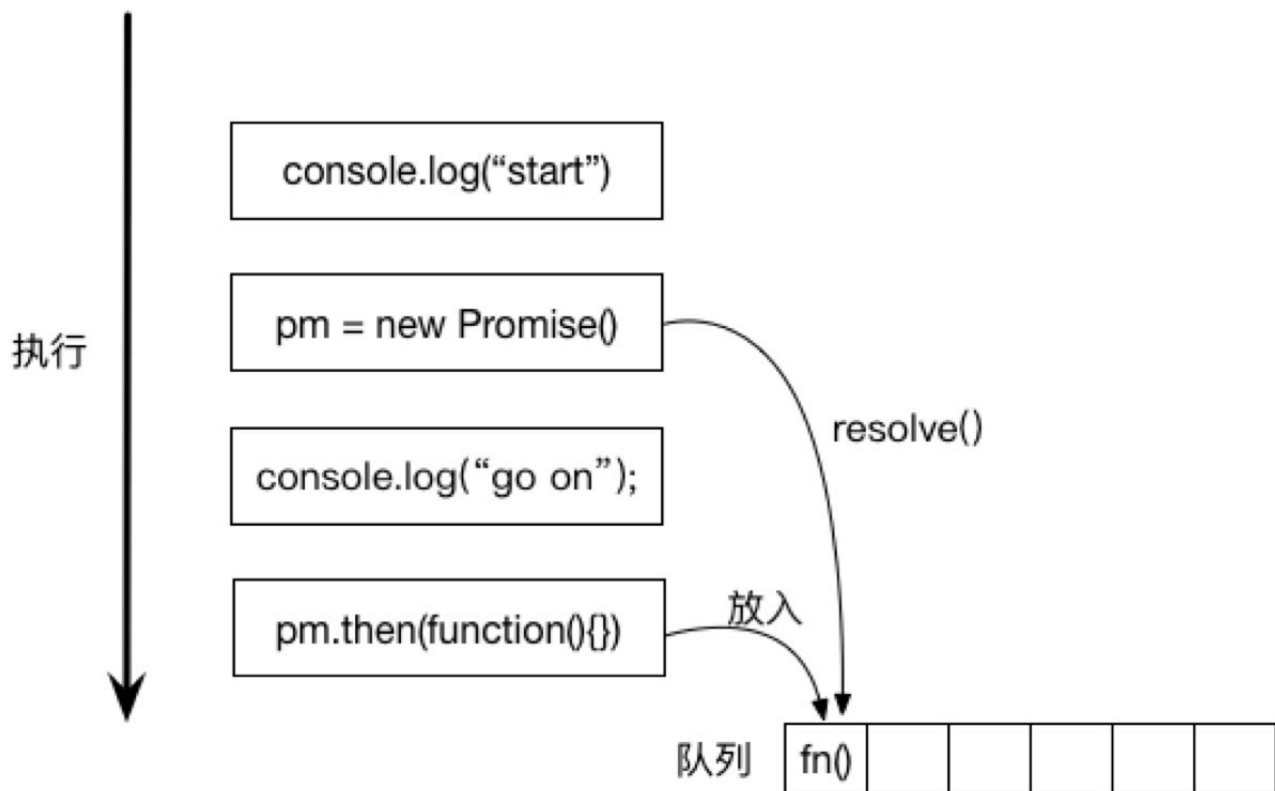 console.log(“start”)
pm = new Promise()
执行
resolve()
console.log(“go on”);
放入
pm.then(function(){})
队列
fn()